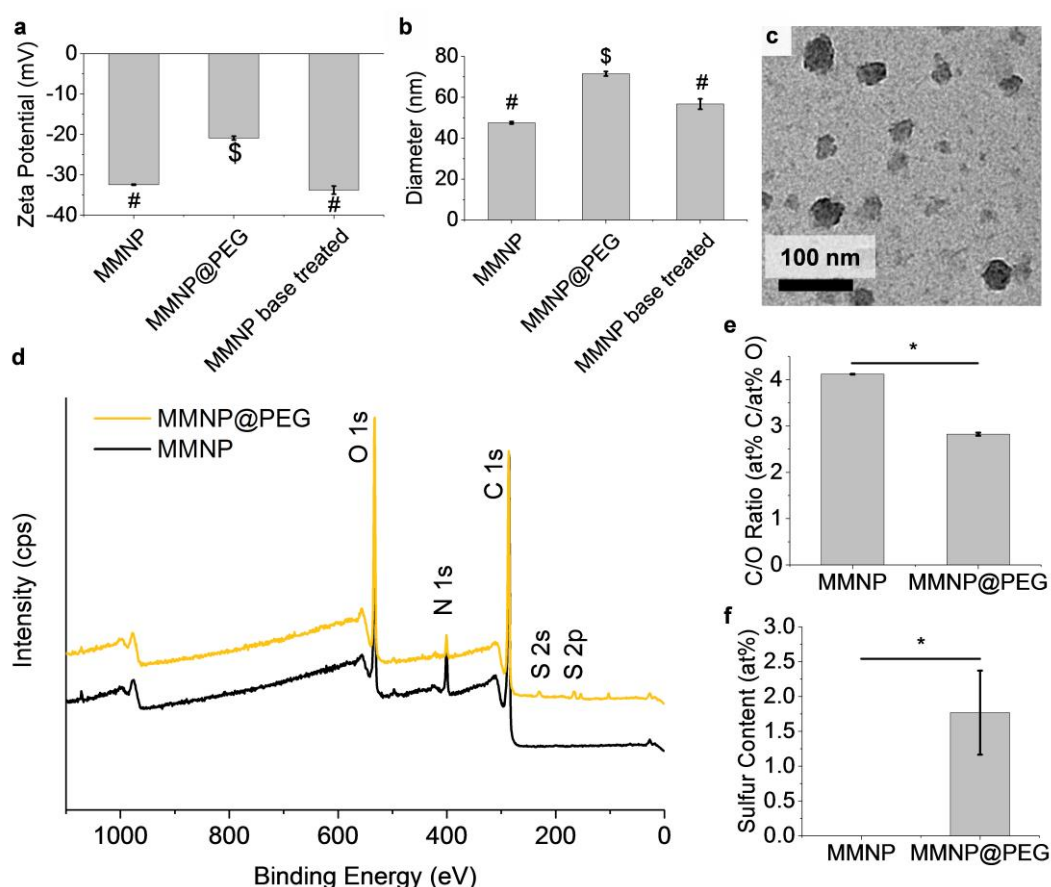 a
Zeta Potential (mV)
0
-10
-20
-30
-40
#
$
#
MMNP
MMNP@PEG
MMNP base treated
b
Diameter (nm)
80
60
40
20
0
#
$
#
MMNP
MMNP@PEG
MMNP base treated
c
100 nm
d
MMNP@PEG
MMNP
O 1s
N 1s
C 1s
S 2s
S 2p
Intensity (cps)
1000 800 600 400 200 0
Binding Energy (eV)
e
C/O Ratio (at% C/at% O)
4
3
2
1
0
*
MMNP MMNP@PEG
f
Sulfur Content (at%)
3.0
2.5
2.0
1.5
1.0
0.5
0.0
*
MMNP MMNP@PEG